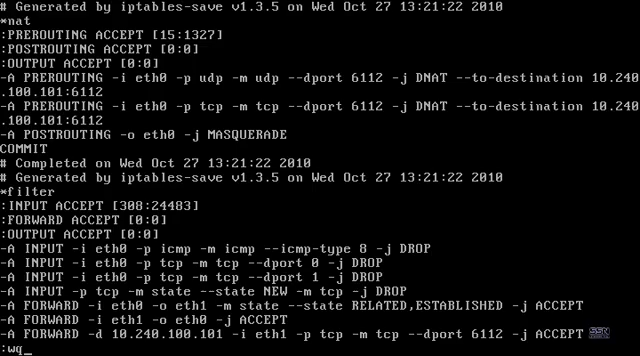 # Generated by iptables-save v1.3.5 on Wed Oct 27 13:21:22 2010
*nat
:PREROUTING ACCEPT [15:1327]
:POSTROUTING ACCEPT [0:0]
:OUTPUT ACCEPT [0:0]
-A PREROUTING -i eth0 -p udp -m udp --dport 6112 -j DNAT --to-destination 10.240
.100.101:6112
-A PREROUTING -i eth0 -p tcp -m tcp --dport 6112 -j DNAT --to-destination 10.240
.100.101:6112
-A POSTROUTING -o eth0 -j MASQUERADE
COMMIT
# Completed on Wed Oct 27 13:21:22 2010
# Generated by iptables-save v1.3.5 on Wed Oct 27 13:21:22 2010
*filter
:INPUT ACCEPT [308:24483]
:FORWARD ACCEPT [0:0]
:OUTPUT ACCEPT [0:0]
-A INPUT -i eth0 -p icmp -m icmp --icmp-type 8 -j DROP
-A INPUT -i eth0 -p tcp -m tcp --dport 0 -j DROP
-A INPUT -i eth0 -p tcp -m tcp --dport 1 -j DROP
-A INPUT -p tcp -m state --state NEW -m tcp -j DROP
-A FORWARD -i eth0 -o eth1 -m state --state RELATED,ESTABLISHED -j ACCEPT
-A FORWARD -i eth1 -o eth0 -j ACCEPT
-A FORWARD -d 10.240.100.101 -i eth1 -p tcp -m tcp --dport 6112 -j ACCEPT
:wq_